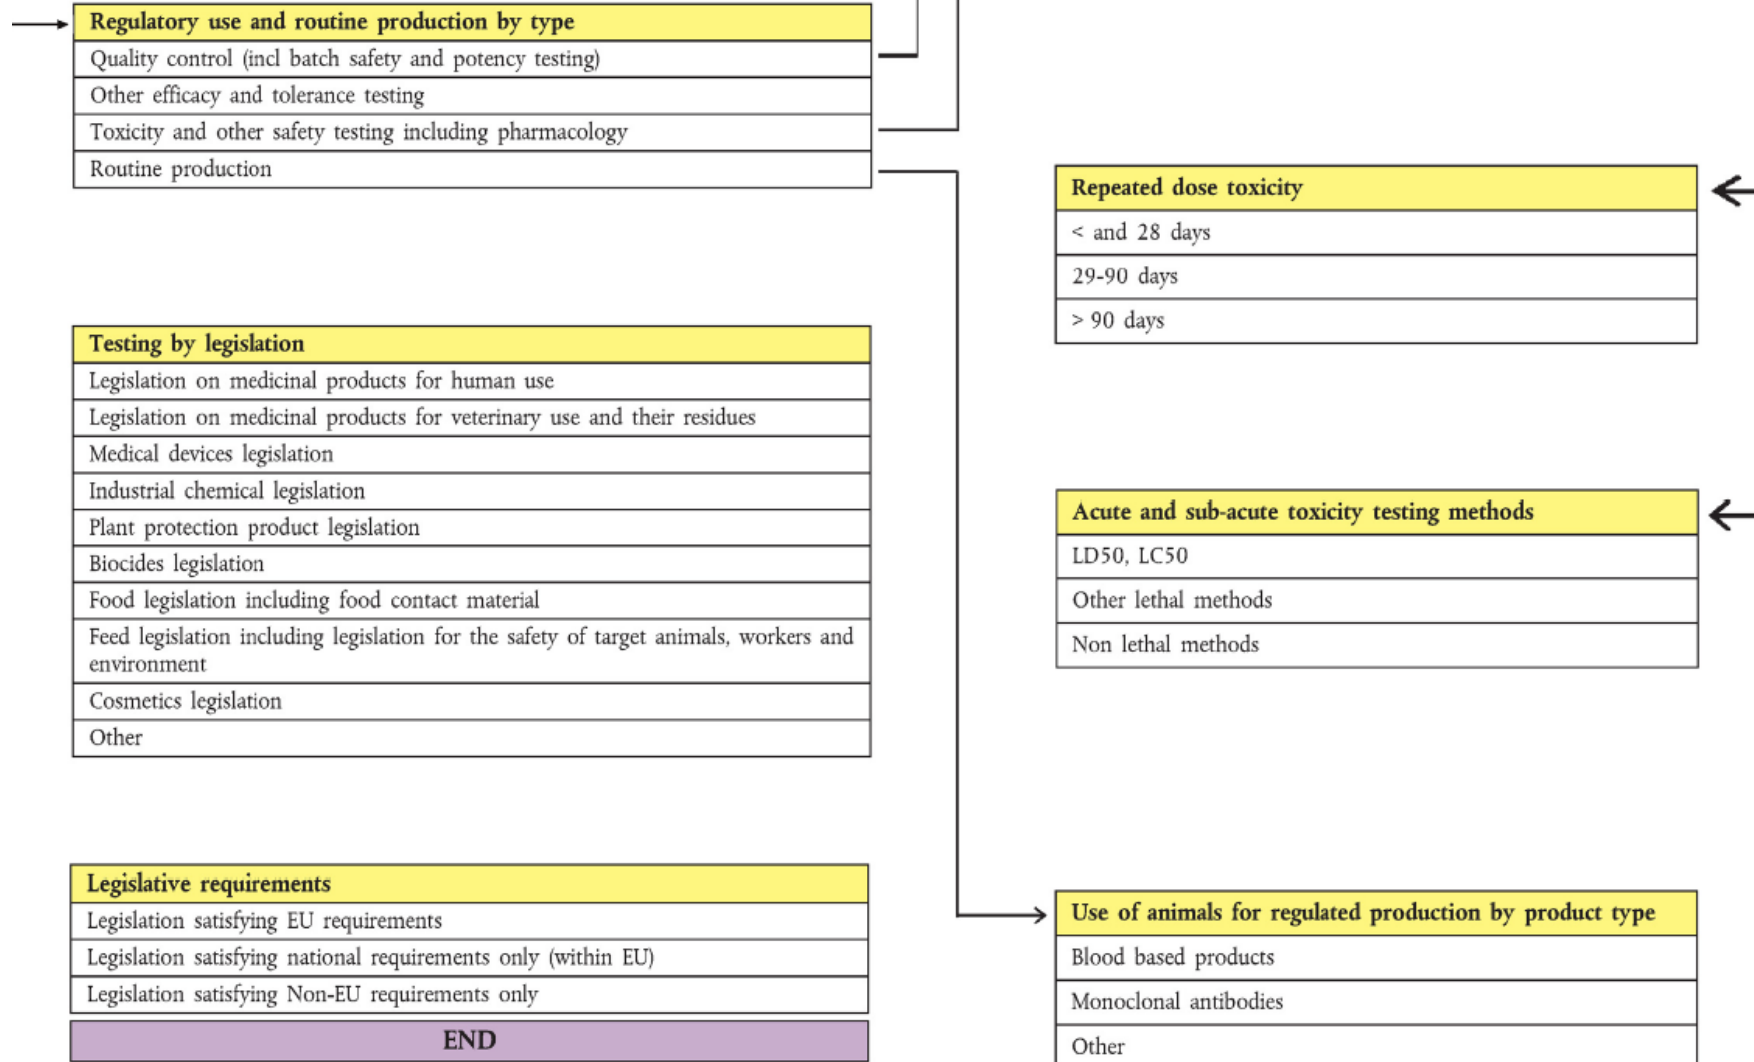 Regulatory use and routine production by type
Quality control (incl batch safety and potency testing)
Other efficacy and tolerance testing
Toxicity and other safety testing including pharmacology
Routine production
Testing by legislation
Legislation on medicinal products for human use
Legislation on medicinal products for veterinary use and their residues
Medical devices legislation
Industrial chemical legislation
Plant protection product legislation
Biocides legislation
Food legislation including food contact material
Feed legislation including legislation for the safety of target animals, workers and
environment
Cosmetics legislation
Other
Legislative requirements
Legislation satisfying EU requirements
Legislation satisfying national requirements only (within EU)
Legislation satisfying Non-EU requirements only
END
Repeated dose toxicity
< and 28 days
29-90 days
> 90 days
Acute and sub-acute toxicity testing methods
LD50, LC50
Other lethal methods
Non lethal methods
Use of animals for regulated production by product type
Blood based products
Monoclonal antibodies
Other